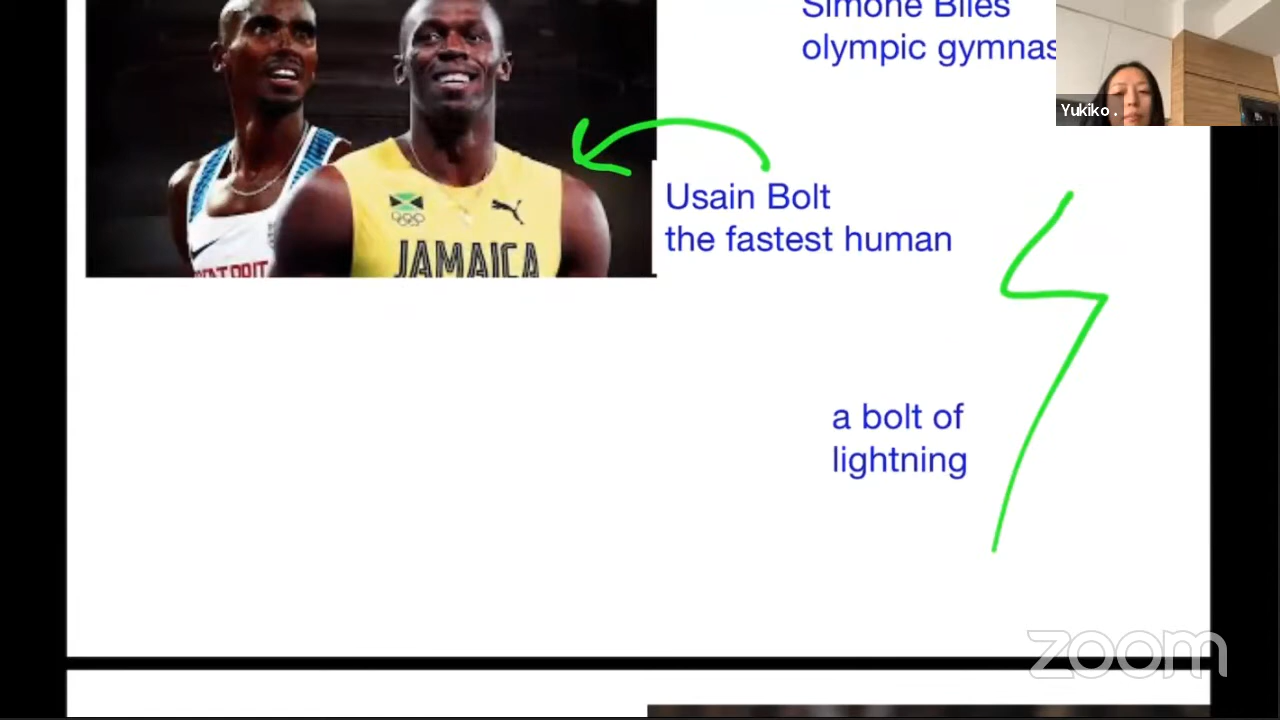 Simone Biles
olympic gymnas
Yukiko .
Usain Bolt
the fastest human
JAMAICA
a bolt of
lightning
zoom